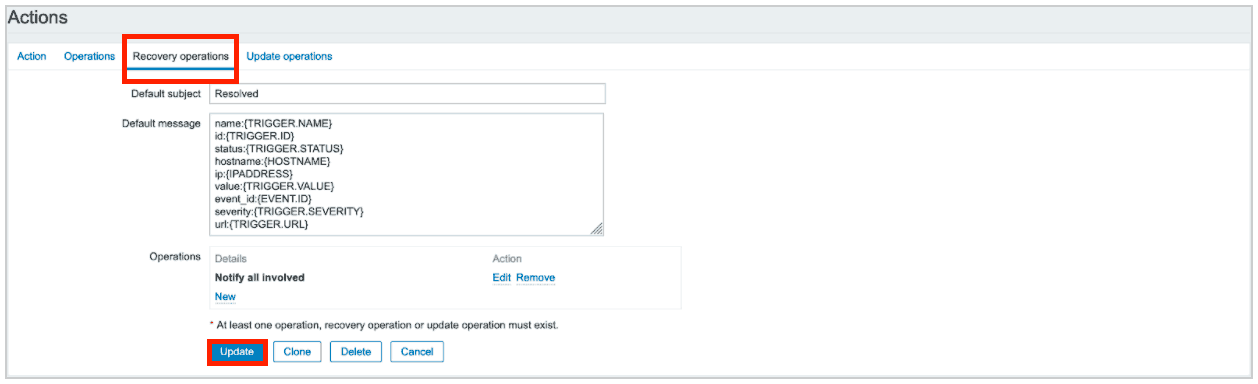 Actions
Action Operations Recovery operations Update operations
Default subject Resolved
Default message name:{TRIGGER.NAME}
id:{TRIGGER.ID}
status:{TRIGGER.STATUS}
hostname:{HOSTNAME}
ip:{IPADDRESS}
value:{TRIGGER.VALUE}
event_id:{EVENT.ID}
severity:{TRIGGER.SEVERITY}
url:{TRIGGER.URL}
Operations Details Action
Notify all involved Edit Remove
New
* At least one operation, recovery operation or update operation must exist.
Update Clone Delete Cancel